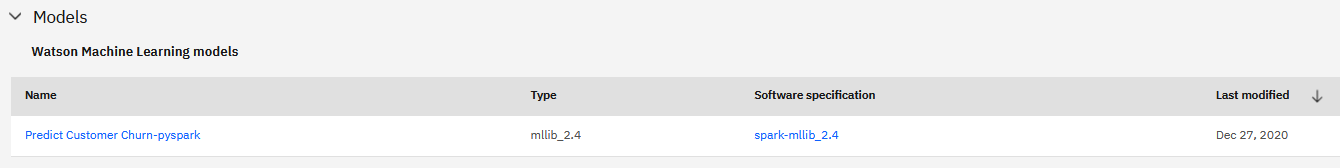 Models
Watson Machine Learning models
Name Type Software specification Last modified
Predict Customer Churn-pyspark mllib_2.4 spark-mllib_2.4 Dec 27, 2020